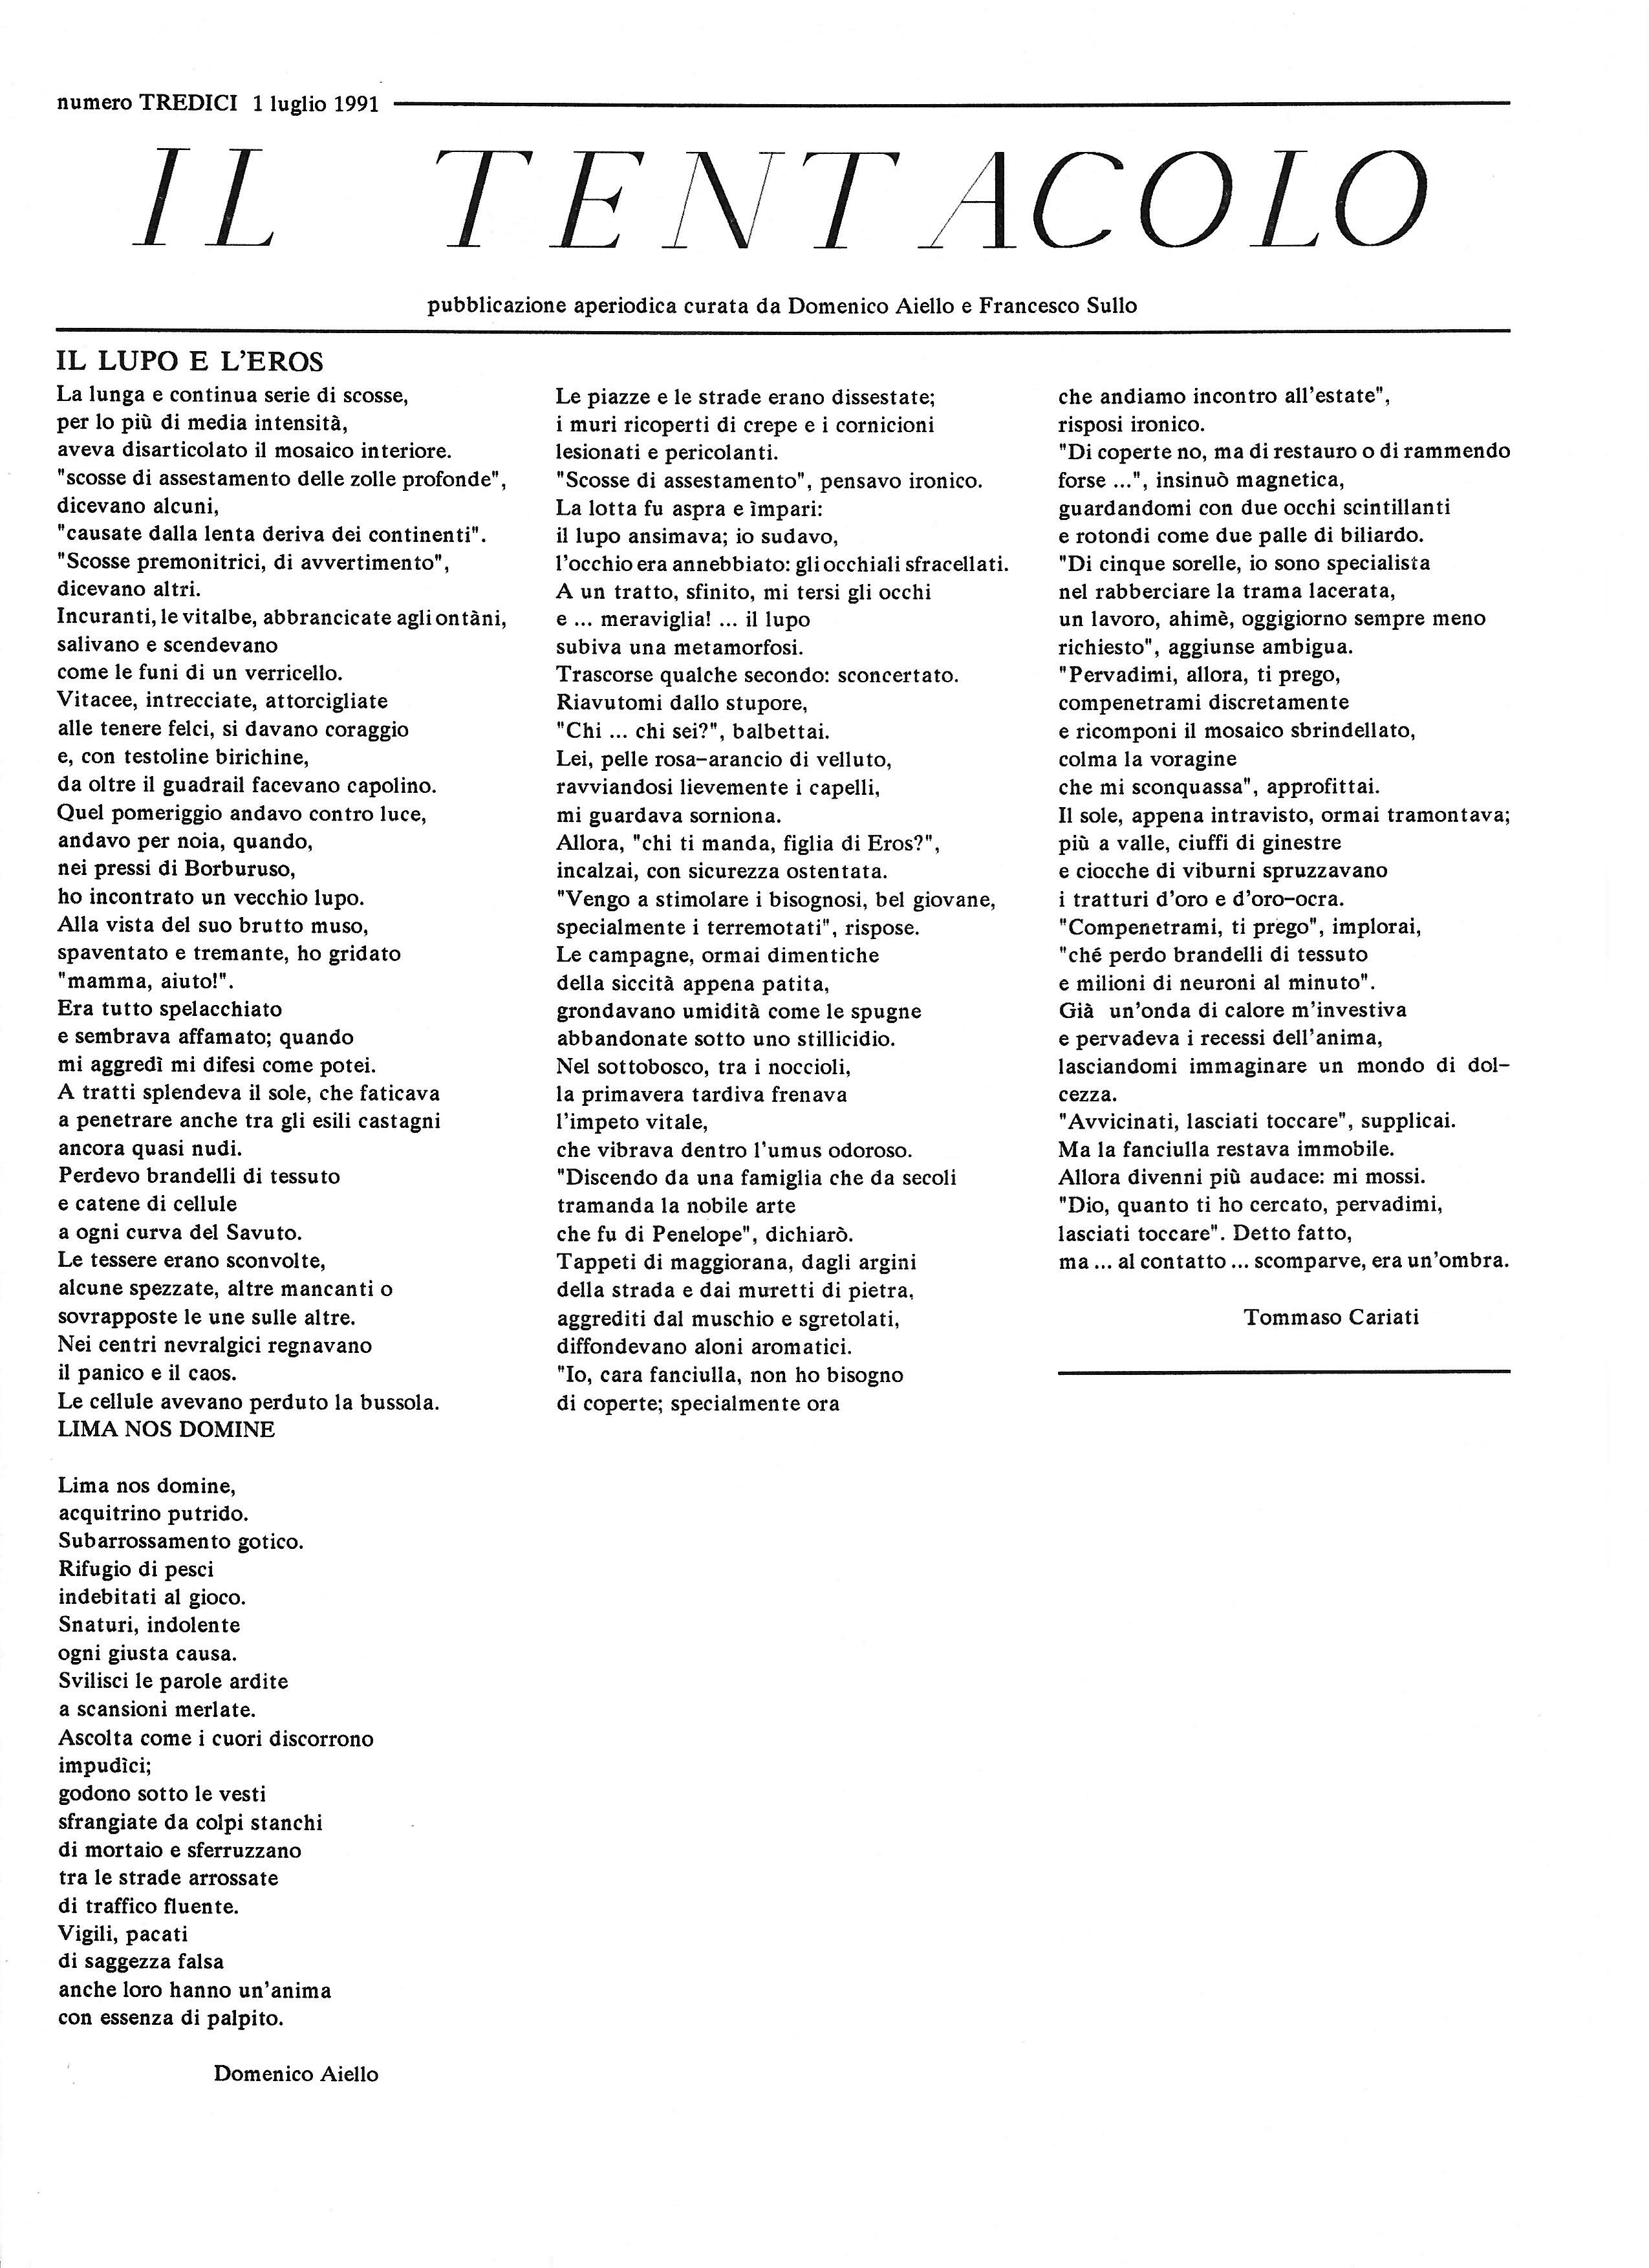 numero TREDICI 1 luglio 1991
IL TENTACOLO
pubblicazione aperiodica curata da Domenico Aiello e Francesco Sullo
IL LUPO E L'EROS
La lunga e continua serie di scosse,
per lo più di media intensità,
aveva disarticolato il mosaico interiore.
"scosse di assestamento delle zolle profonde",
dicevano alcuni,
"causate dalla lenta deriva dei continenti".
"Scosse premonitrici, di avvertimento",
dicevano altri.
Incuranti, le vitalbe, abbrancicate agli ontàni,
salivano e scendevano
come le funi di un verricello.
Vitacee, intrecciate, attorcigliate
alle tenere felci, si davano coraggio
e, con testoline birichine,
da oltre il guadrail facevano capolino.
Quel pomeriggio andavo contro luce,
andavo per noia, quando,
nei pressi di Borburuso,
ho incontrato un vecchio lupo.
Alla vista del suo brutto muso,
spaventato e tremante, ho gridato
"mamma, aiuto!".
Era tutto spelacchiato
e sembrava affamato; quando
mi aggredì mi difesi come potei.
A tratti splendeva il sole, che faticava
a penetrare anche tra gli esili castagni
ancora quasi nudi.
Perdevo brandelli di tessuto
e catene di cellule
a ogni curva del Savuto.
Le tessere erano sconvolte,
alcune spezzate, altre mancanti o
sovrapposte le une sulle altre.
Nei centri nevralgici regnavano
il panico e il caos.
Le cellule avevano perduto la bussola.
Le piazze e le strade erano dissestate;
i muri ricoperti di crepe e i cornicioni
lesionati e pericolanti.
"Scosse di assestamento", pensavo ironico.
La lotta fu aspra e ìmpari:
il lupo ansimava; io sudavo,
l'occhio era annebbiato: gli occhiali sfracellati.
A un tratto, sfinito, mi tersi gli occhi
e ... meraviglia! ... il lupo
subiva una metamorfosi.
Trascorse qualche secondo: sconcertato.
Riavutomi dallo stupore,
"Chi ... chi sei?", balbettai.
Lei, pelle rosa-arancio di velluto,
ravviandosi lievemente i capelli,
mi guardava sorniona.
Allora, "chi ti manda, figlia di Eros?",
incalzai, con sicurezza ostentata.
"Vengo a stimolare i bisognosi, bel giovane,
specialmente i terremotati", rispose.
Le campagne, ormai dimentiche
della siccità appena patita,
grondavano umidità come le spugne
abbandonate sotto uno stillicidio.
Nel sottobosco, tra i noccioli,
la primavera tardiva frenava
l'impeto vitale,
che vibrava dentro l'umus odoroso.
"Discendo da una famiglia che da secoli
tramanda la nobile arte
che fu di Penelope", dichiarò.
Tappeti di maggiorana, dagli argini
della strada e dai muretti di pietra,
aggrediti dal muschio e sgretolati,
diffondevano aloni aromatici.
"Io, cara fanciulla, non ho bisogno
di coperte; specialmente ora
che andiamo incontro all'estate",
risposi ironico.
"Di coperte no, ma di restauro o di rammendo
forse ...", insinuò magnetica,
guardandomi con due occhi scintillanti
e rotondi come due palle di biliardo.
"Di cinque sorelle, io sono specialista
nel rabberciare la trama lacerata,
un lavoro, ahimè, oggigiorno sempre meno
richiesto", aggiunse ambigua.
"Pervadimi, allora, ti prego,
compenetrami discretamente
e ricomponi il mosaico sbrindellato,
colma la voragine
che mi sconquassa", approfittai.
Il sole, appena intravisto, ormai tramontava;
più a valle, ciuffi di ginestre
e ciocche di viburni spruzzavano
i tratturi d'oro e d'oro-ocra.
"Compenetrami, ti prego", implorai,
"ché perdo brandelli di tessuto
e milioni di neuroni al minuto".
Già un'onda di calore m'investiva
e pervadeva i recessi dell'anima,
lasciandomi immaginare un mondo di dol-
cezza.
"Avvicinati, lasciati toccare", supplicai.
Ma la fanciulla restava immobile.
Allora divenni più audace: mi mossi.
"Dio, quanto ti ho cercato, pervadimi,
lasciati toccare". Detto fatto,
ma ... al contatto ... scomparve, era un'ombra.
Tommaso Cariati
LIMA NOS DOMINE
Lima nos domine,
acquitrino putrido.
Subarrossamento gotico.
Rifugio di pesci
indebitati al gioco.
Snaturi, indolente
ogni giusta causa.
Svilisci le parole ardite
a scansioni merlate.
Ascolta come i cuori discorrono
impudìci;
godono sotto le vesti
sfrangiate da colpi stanchi
di mortaio e sferruzzano
tra le strade arrossate
di traffico fluente.
Vigili, pacati
di saggezza falsa
anche loro hanno un'anima
con essenza di palpito.
Domenico Aiello